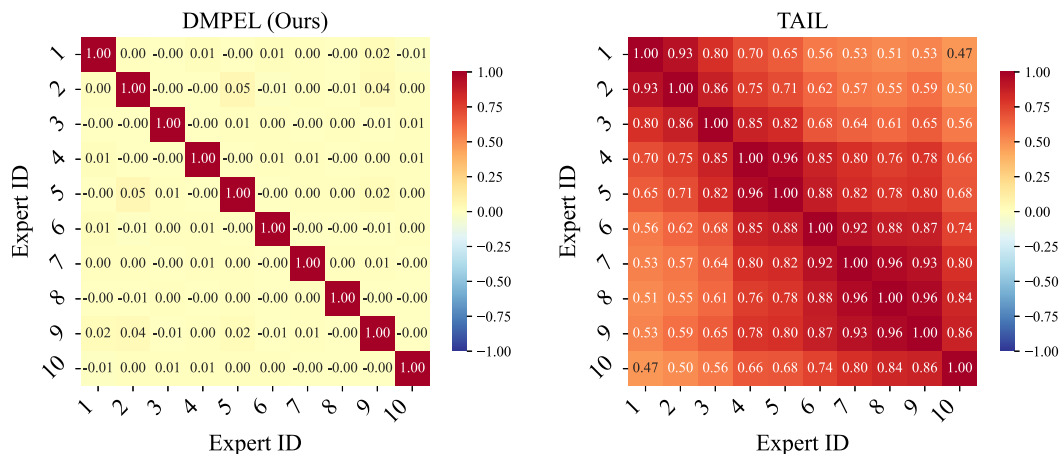 DMPEL (Ours)
1 1.00 0.00 -0.00 0.01 -0.00 0.01 0.00 -0.00 0.02 -0.01
2 0.00 1.00 -0.00 -0.00 0.05 -0.01 0.00 -0.01 0.04 0.00
3 -0.00 -0.00 1.00 -0.00 0.01 0.00 -0.00 -0.00 -0.01 0.01
4 0.01 -0.00 -0.00 1.00 -0.00 0.01 0.01 -0.00 0.00 0.01
5 -0.00 0.05 0.01 -0.00 1.00 -0.00 0.00 0.00 0.02 -0.00
6 0.01 -0.01 0.00 0.01 -0.00 1.00 -0.00 0.00 -0.01 0.00
7 0.00 0.00 -0.00 0.01 0.00 -0.00 1.00 0.00 0.01 -0.00
8 -0.00 -0.01 -0.00 -0.00 0.00 0.00 0.00 1.00 -0.00 -0.00
9 0.02 0.04 -0.01 0.00 0.02 -0.01 0.01 -0.00 1.00 -0.00
10 -0.01 0.00 0.01 0.01 -0.00 0.00 -0.00 -0.00 -0.00 1.00
1 2 3 4 5 6 7 8 9 10
Expert ID
Expert ID
1.00
0.75
0.50
0.25
0.00
−0.25
−0.50
−0.75
−1.00
TAIL
1 1.00 0.93 0.80 0.70 0.65 0.56 0.53 0.51 0.53 0.47
2 0.93 1.00 0.86 0.75 0.71 0.62 0.57 0.55 0.59 0.50
3 0.80 0.86 1.00 0.85 0.82 0.68 0.64 0.61 0.65 0.56
4 0.70 0.75 0.85 1.00 0.96 0.85 0.80 0.76 0.78 0.66
5 0.65 0.71 0.82 0.96 1.00 0.88 0.82 0.78 0.80 0.68
6 0.56 0.62 0.68 0.85 0.88 1.00 0.92 0.88 0.87 0.74
7 0.53 0.57 0.64 0.80 0.82 0.92 1.00 0.96 0.93 0.80
8 0.51 0.55 0.61 0.76 0.78 0.88 0.96 1.00 0.96 0.84
9 0.53 0.59 0.65 0.78 0.80 0.87 0.93 0.96 1.00 0.86
10 0.47 0.50 0.56 0.66 0.68 0.74 0.80 0.84 0.86 1.00
1 2 3 4 5 6 7 8 9 10
Expert ID
Expert ID
1.00
0.75
0.50
0.25
0.00
−0.25
−0.50
−0.75
−1.00